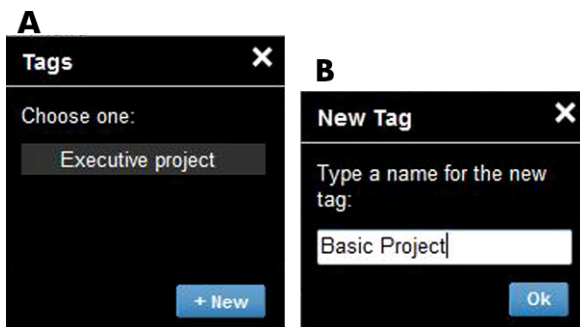 A
Tags
Choose one:
Executive project
+ New
B
New Tag
Type a name for the new
tag:
Basic Project
Ok